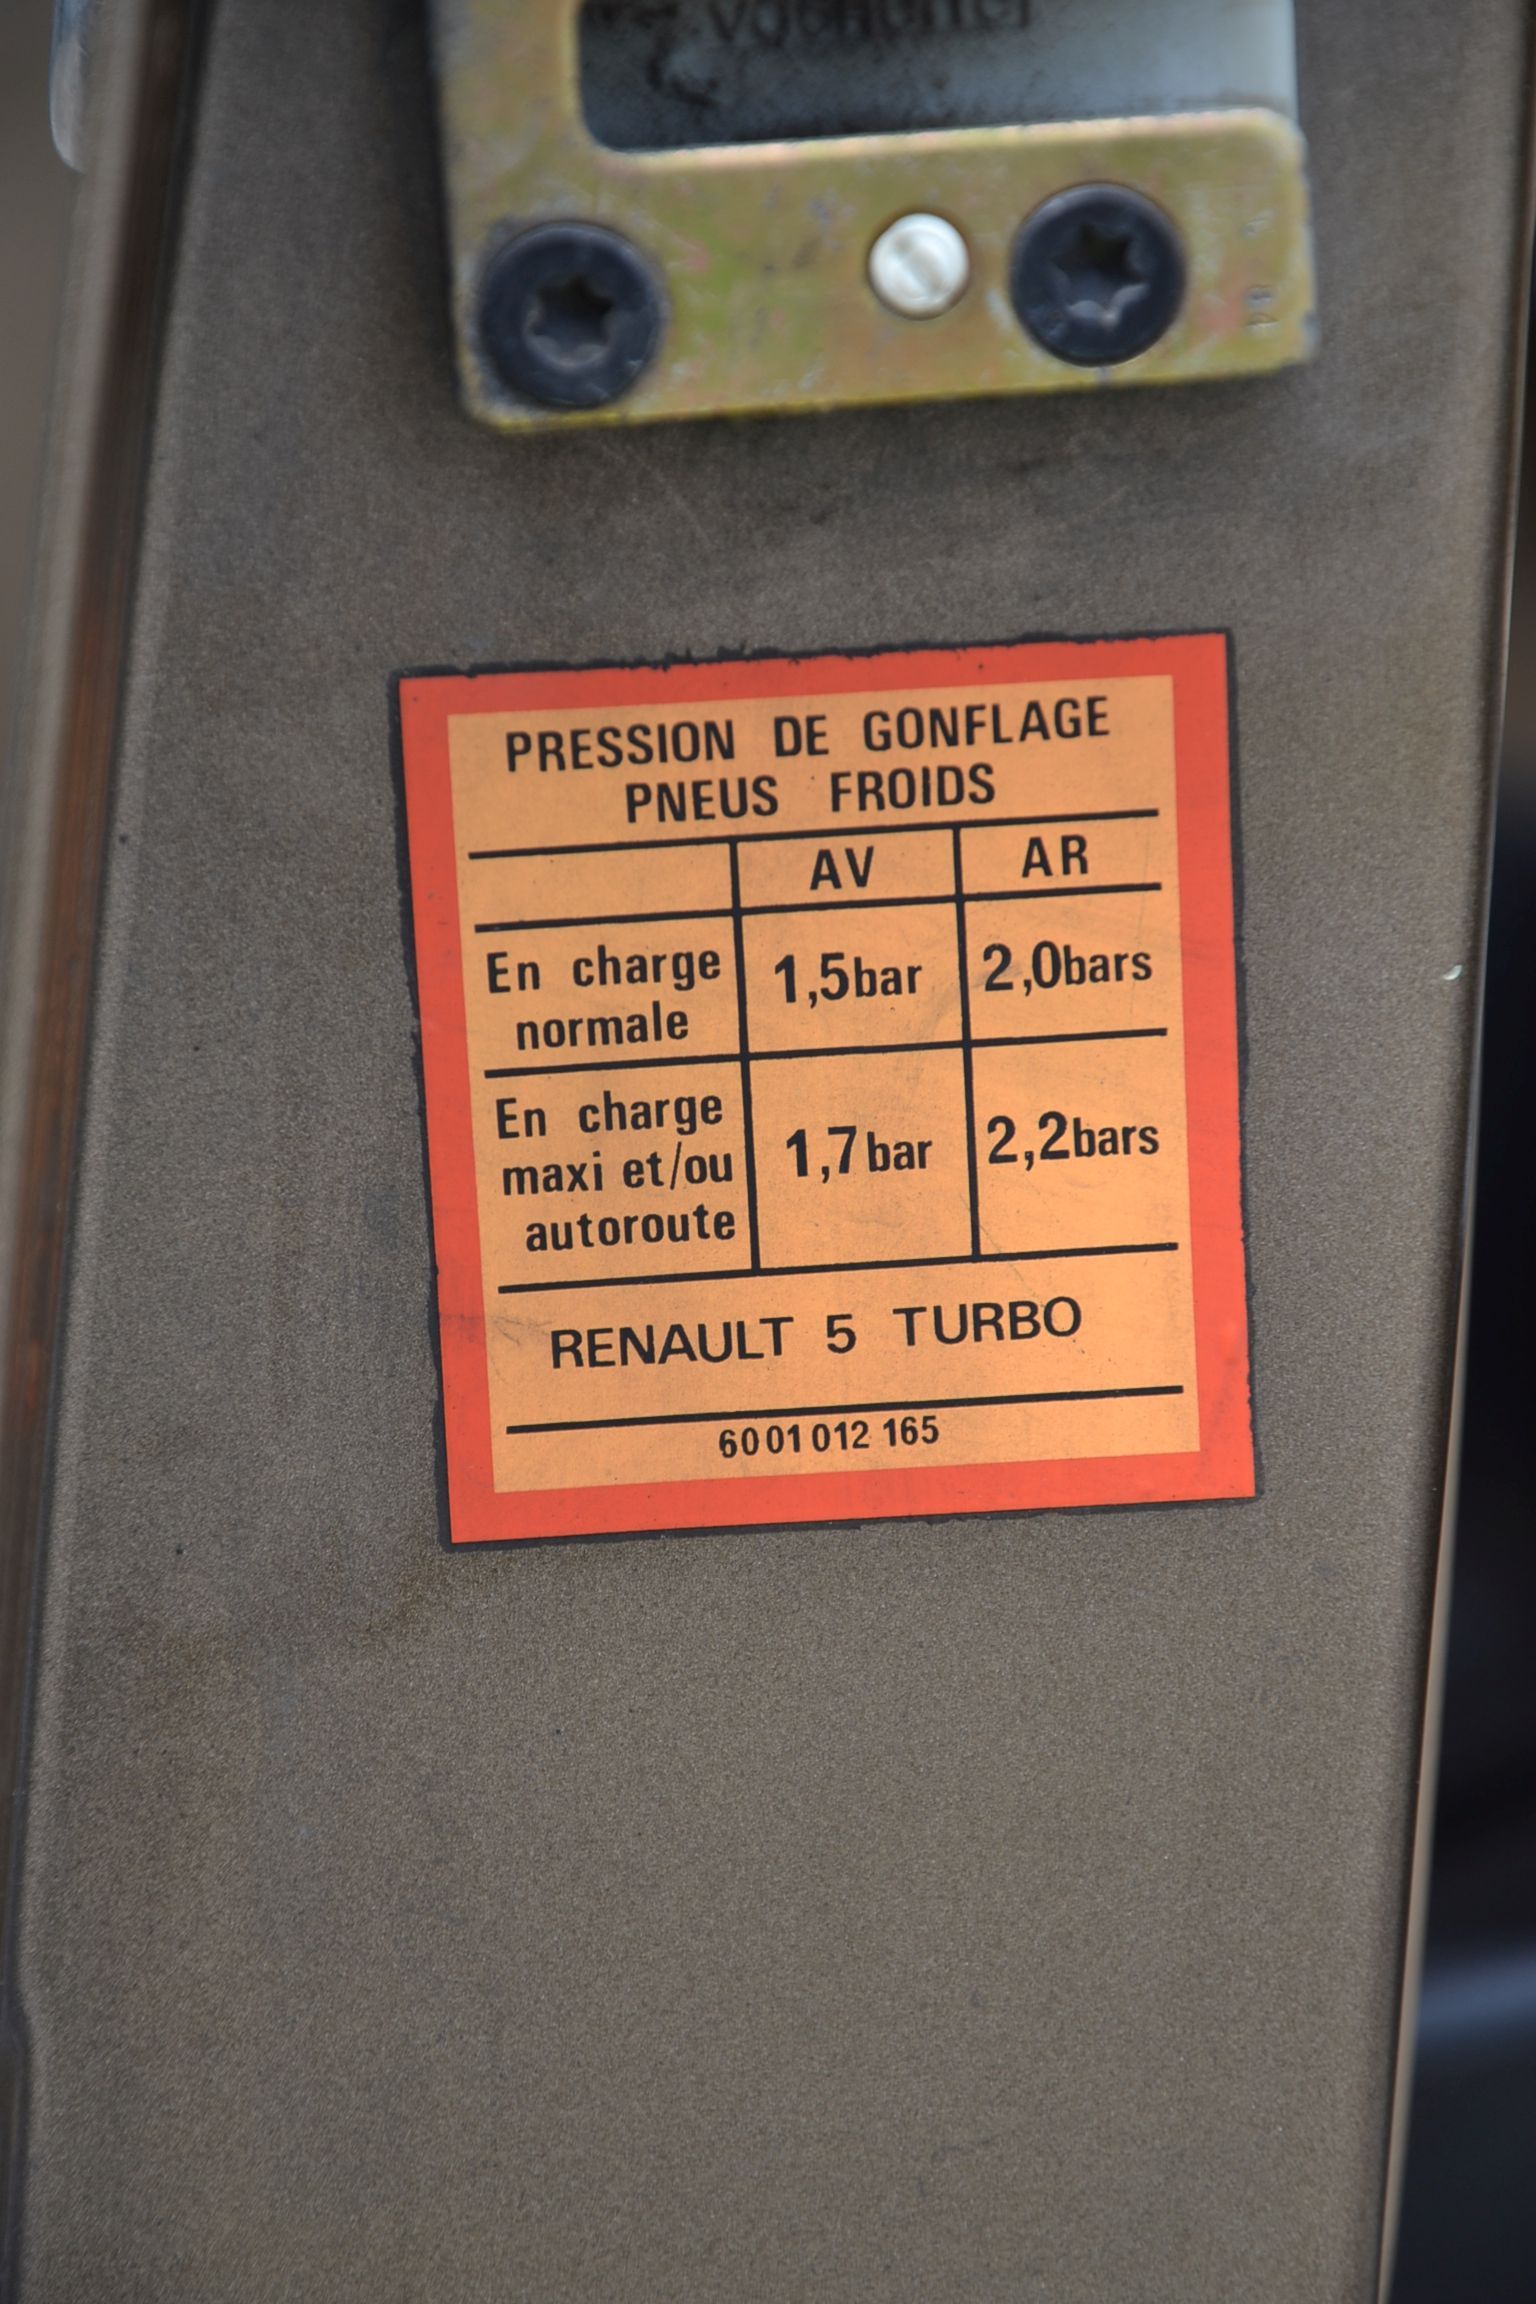 PRESSION DE GONFLAGE
PNEUS FROIDS
AV AR
En charge
normale
1,5bar 2,0bars
En charge
maxi et/ou
autoroute
1,7bar 2,2bars
RENAULT 5 TURBO
6001012 165